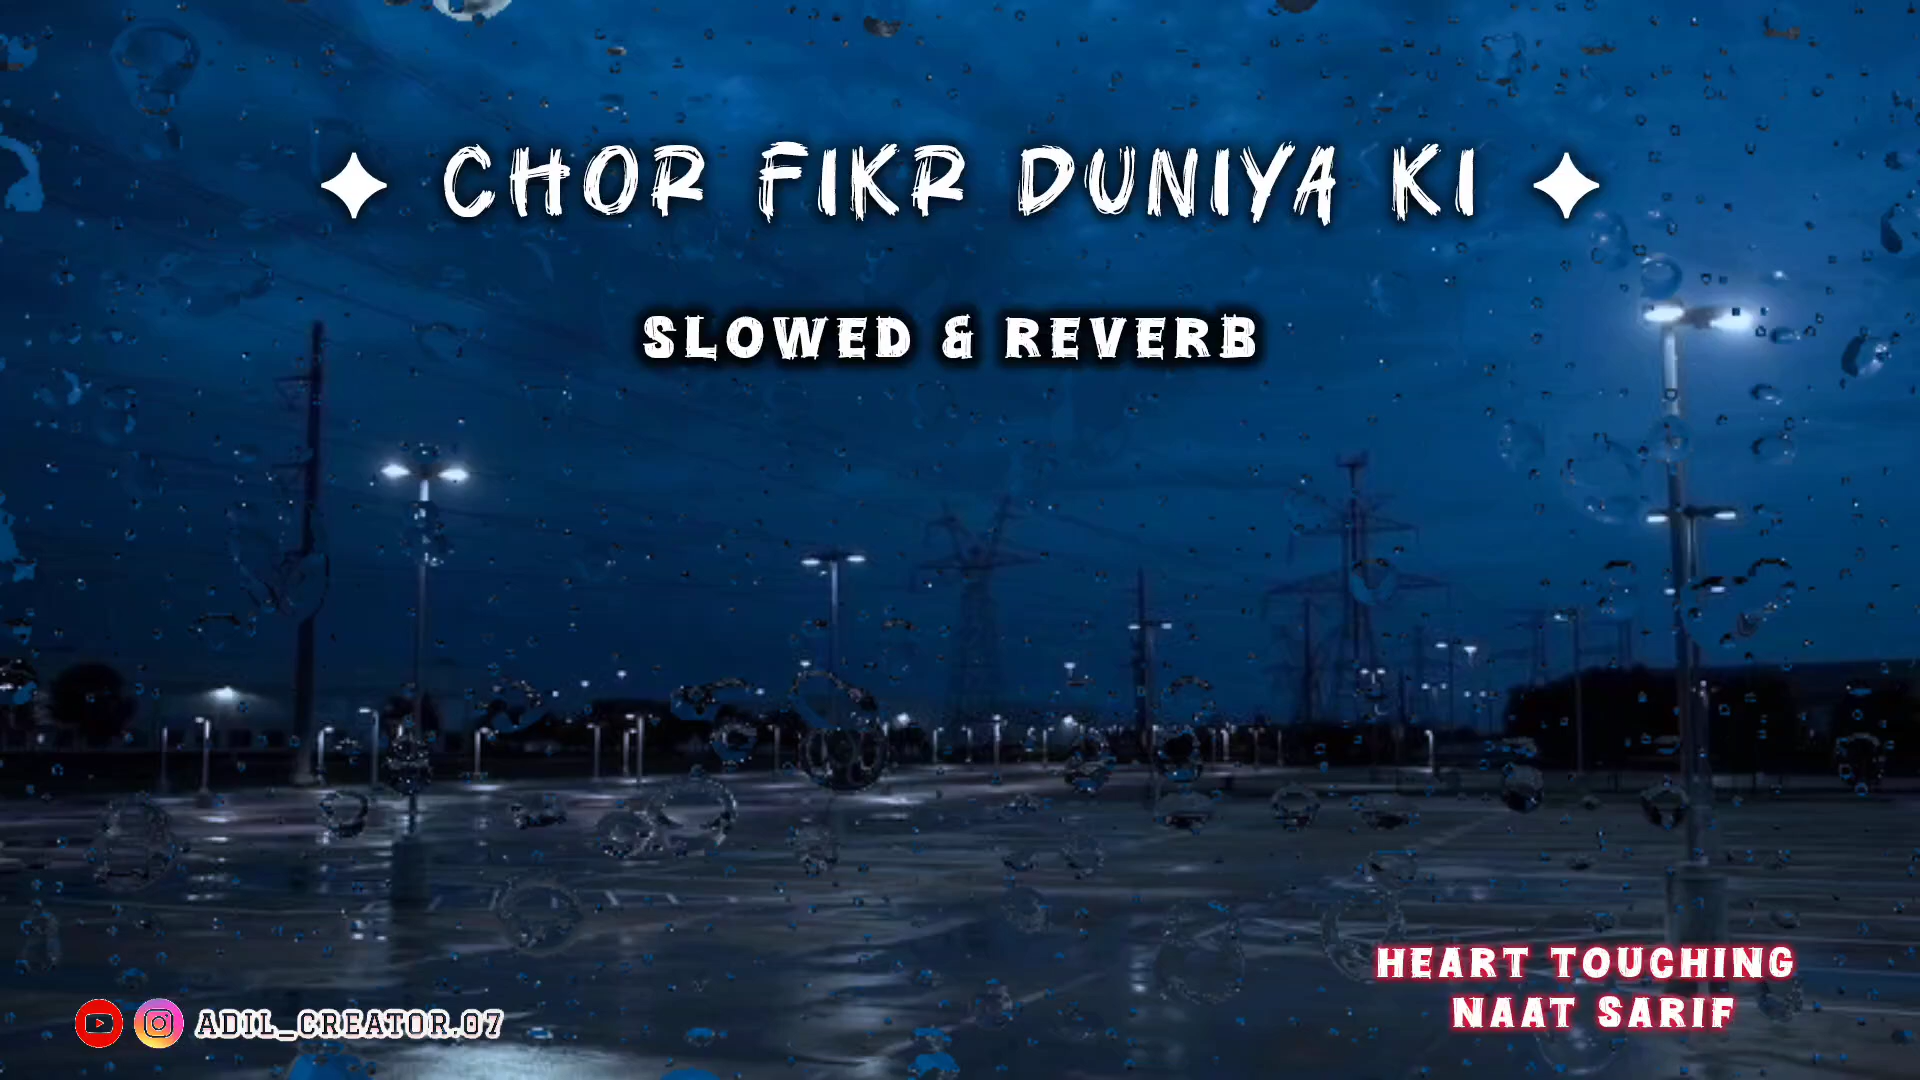 ✦ CHOR FIKR DUNIYA KI ✦
SLOWED & REVERB
HEART TOUCHING
NAAT SARIF
ADIL_CREATOR.07